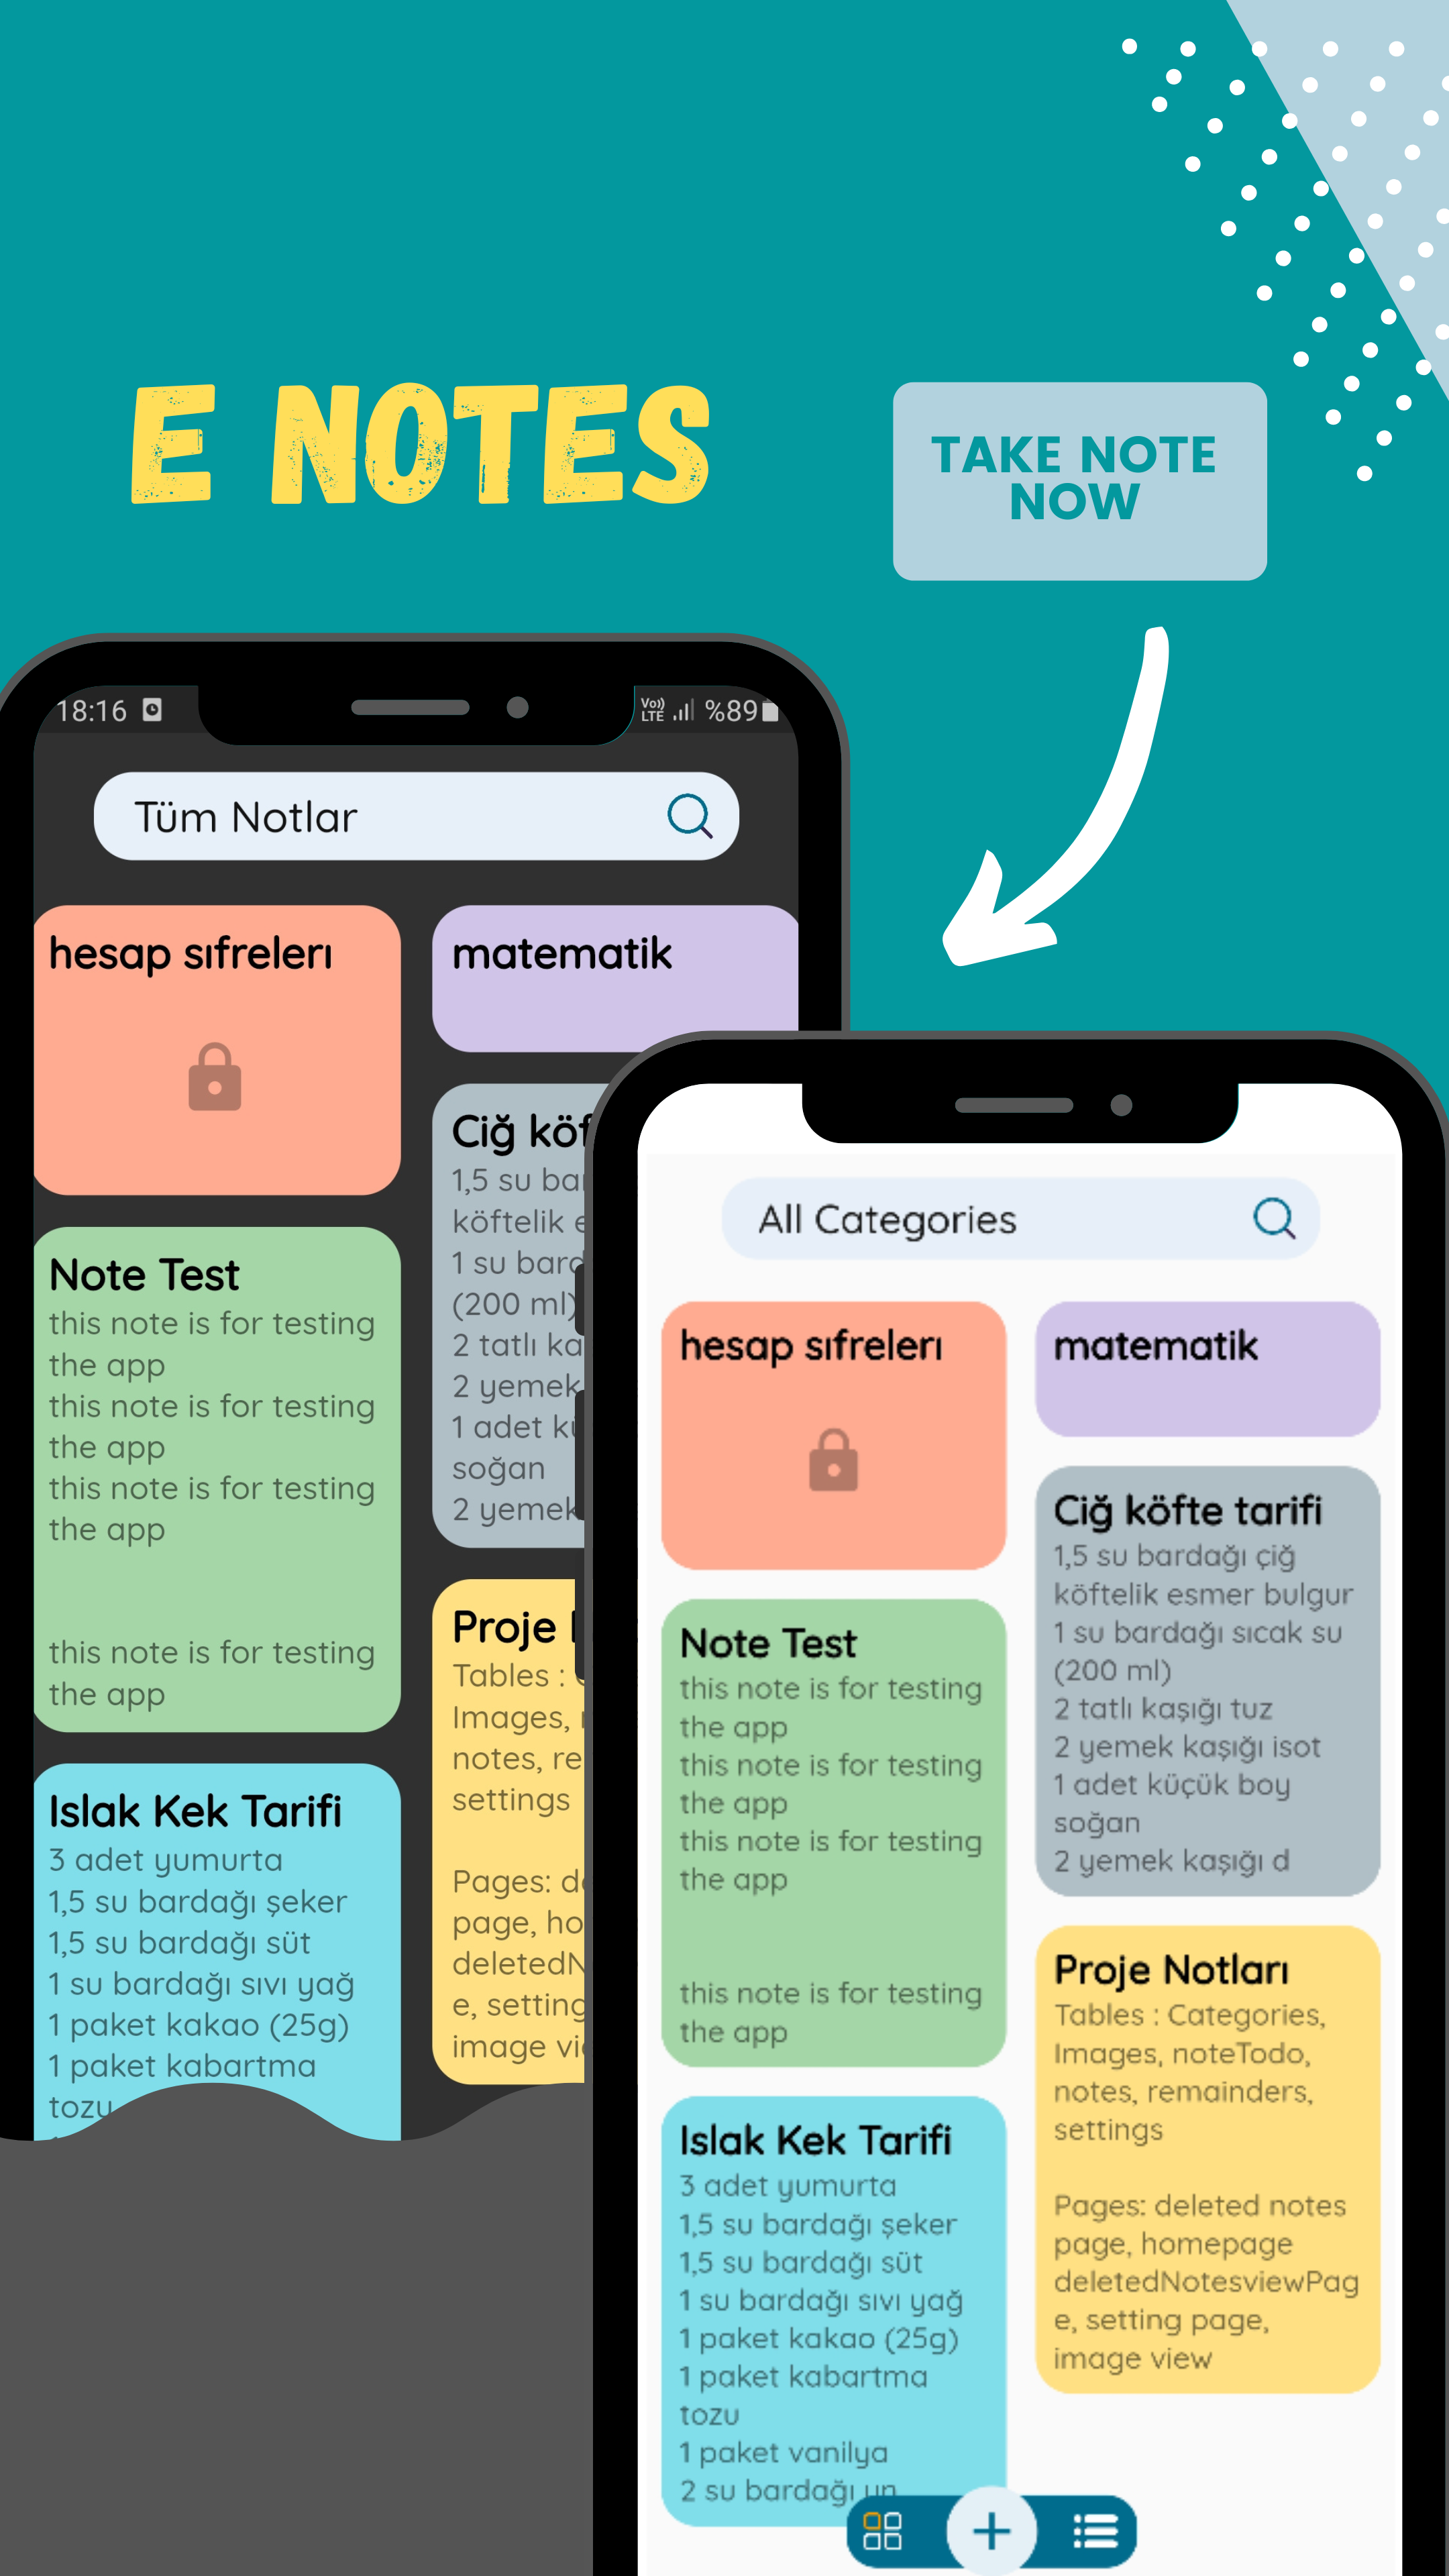 E NOTES
TAKE NOTE
NOW
18:16
Vo))
LTE
%89
Tüm Notlar
hesap sıfrelerı
matematik
Note Test
this note is for testing
the app
this note is for testing
the app
this note is for testing
the app
this note is for testing
the app
Islak Kek Tarifi
3 adet yumurta
1,5 su bardağı şeker
1,5 su bardağı süt
1 su bardağı sıvı yağ
1 paket kakao (25g)
1 paket kabartma
tozu
Ciğ köf
1,5 su ba
köftelik e
1 su bard
(200 ml)
2 tatlı ka
2 yemek
1 adet kü
soğan
2 yemek
Proje
Tables :
Images,
notes, re
settings
Pages: de
page, ho
deletedN
e, setting
image vi
All Categories
hesap sıfrelerı
matematik
Note Test
this note is for testing
the app
this note is for testing
the app
this note is for testing
the app
this note is for testing
the app
Islak Kek Tarifi
3 adet yumurta
1,5 su bardağı şeker
1,5 su bardağı süt
1 su bardağı sıvı yağ
1 paket kakao (25g)
1 paket kabartma
tozu
1 paket vanilya
2 su bardağı un
Ciğ köfte tarifi
1,5 su bardağı çiğ
köftelik esmer bulgur
1 su bardağı sıcak su
(200 ml)
2 tatlı kaşığı tuz
2 yemek kaşığı isot
1 adet küçük boy
soğan
2 yemek kaşığı d
Proje Notları
Tables : Categories,
Images, noteTodo,
notes, remainders,
settings
Pages: deleted notes
page, homepage
deletedNotesviewPag
e, setting page,
image view